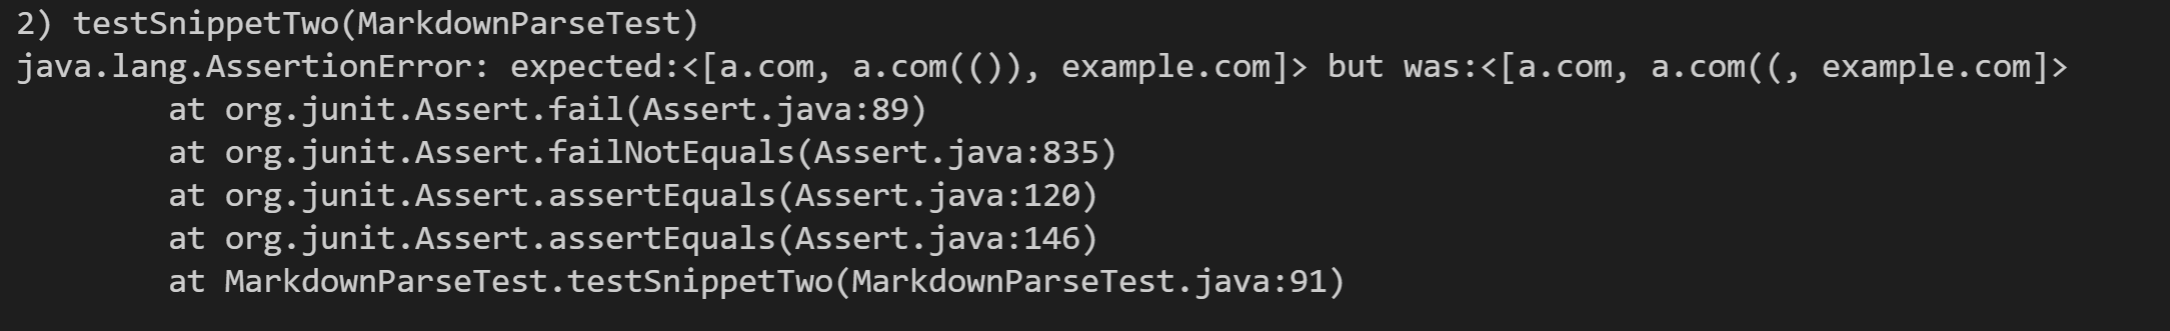 2) testSnippetTwo(MarkdownParseTest)
java.lang.AssertionError: expected:<[a.com, a.com(()), example.com]> but was:<[a.com, a.com((, example.com]>
        at org.junit.Assert.fail(Assert.java:89)
        at org.junit.Assert.failNotEquals(Assert.java:835)
        at org.junit.Assert.assertEquals(Assert.java:120)
        at org.junit.Assert.assertEquals(Assert.java:146)
        at MarkdownParseTest.testSnippetTwo(MarkdownParseTest.java:91)